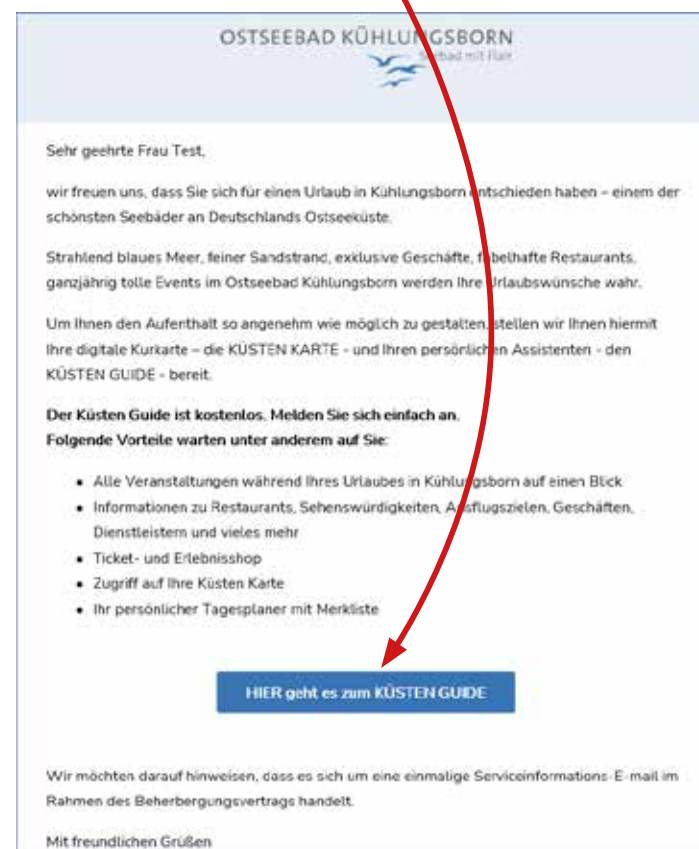 OSTSEEBAD KÜHLUNGSBORN
Seebad mit Flair
Sehr geehrte Frau Test,
wir freuen uns, dass Sie sich für einen Urlaub in Kühlungsborn entschieden haben – einem der
schönsten Seebäder an Deutschlands Ostseeküste.
Strahlend blaues Meer, feiner Sandstrand, exklusive Geschäfte, fabelhafte Restaurants,
ganzjährig tolle Events im Ostseebad Kühlungsborn werden Ihre Urlaubswünsche wahr.
Um Ihnen den Aufenthalt so angenehm wie möglich zu gestalten, stellen wir Ihnen hiermit
Ihre digitale Kurkarte – die KÜSTEN KARTE - und Ihren persönlichen Assistenten - den
KÜSTEN GUIDE - bereit.
Der Küsten Guide ist kostenlos. Melden Sie sich einfach an.
Folgende Vorteile warten unter anderem auf Sie:
• Alle Veranstaltungen während Ihres Urlaubes in Kühlungsborn auf einen Blick
• Informationen zu Restaurants, Sehenswürdigkeiten, Ausflugszielen, Geschäften,
Dienstleistern und vieles mehr
• Ticket- und Erlebnisshop
• Zugriff auf Ihre Küsten Karte
• Ihr persönlicher Tagesplaner mit Merkliste
HIER geht es zum KÜSTEN GUIDE
Wir möchten darauf hinweisen, dass es sich um eine einmalige Serviceinformations-E-mail im
Rahmen des Beherbergungsvertrags handelt.
Mit freundlichen Grüßen